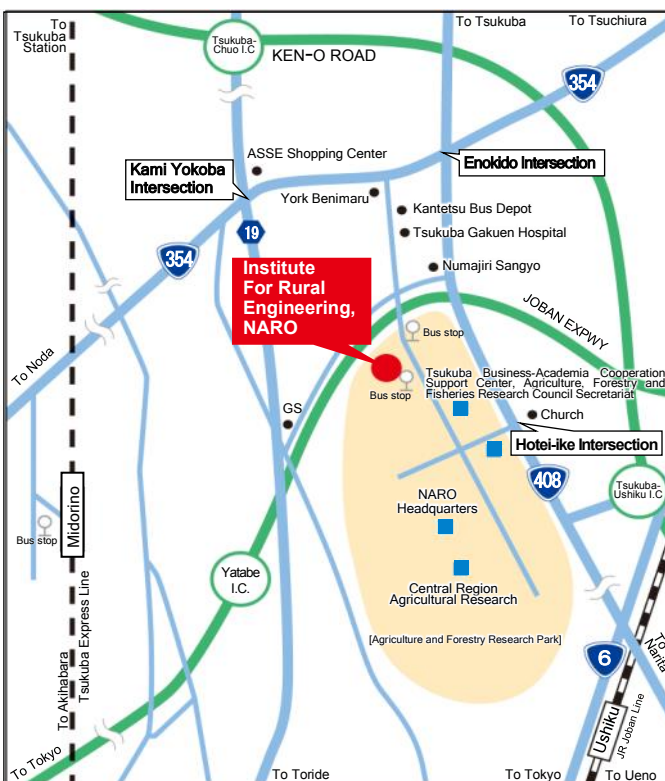 To
Tsukuba
Station
Tsukuba-
Chuo I.C
KEN-O ROAD
To Tsukuba
To Tsuchiura
354
ASSE Shopping Center
Kami Yokoba
Intersection
Enokido Intersection
York Benimaru
Kantetsu Bus Depot
Tsukuba Gakuen Hospital
19
354
Numajiri Sangyo
Institute
For Rural
Engineering,
NARO
JOBAN EXPWY
Bus stop
To Noda
Bus stop
Tsukuba Business-Academia Cooperation
Support Center, Agriculture, Forestry and
Fisheries Research Council Secretariat
GS
Church
Hotei-ike Intersection
408
Tsukuba-
Ushiku I.C
NARO
Headquarters
Midorino
Bus stop
Yatabe
I.C.
Central Region
Agricultural Research
[Agriculture and Forestry Research Park]
To
Narita
6
Tsukuba Express Line
To Akihabara
Ushiku
JR Joban Line
To Tokyo
To Toride
To Tokyo
To Ueno